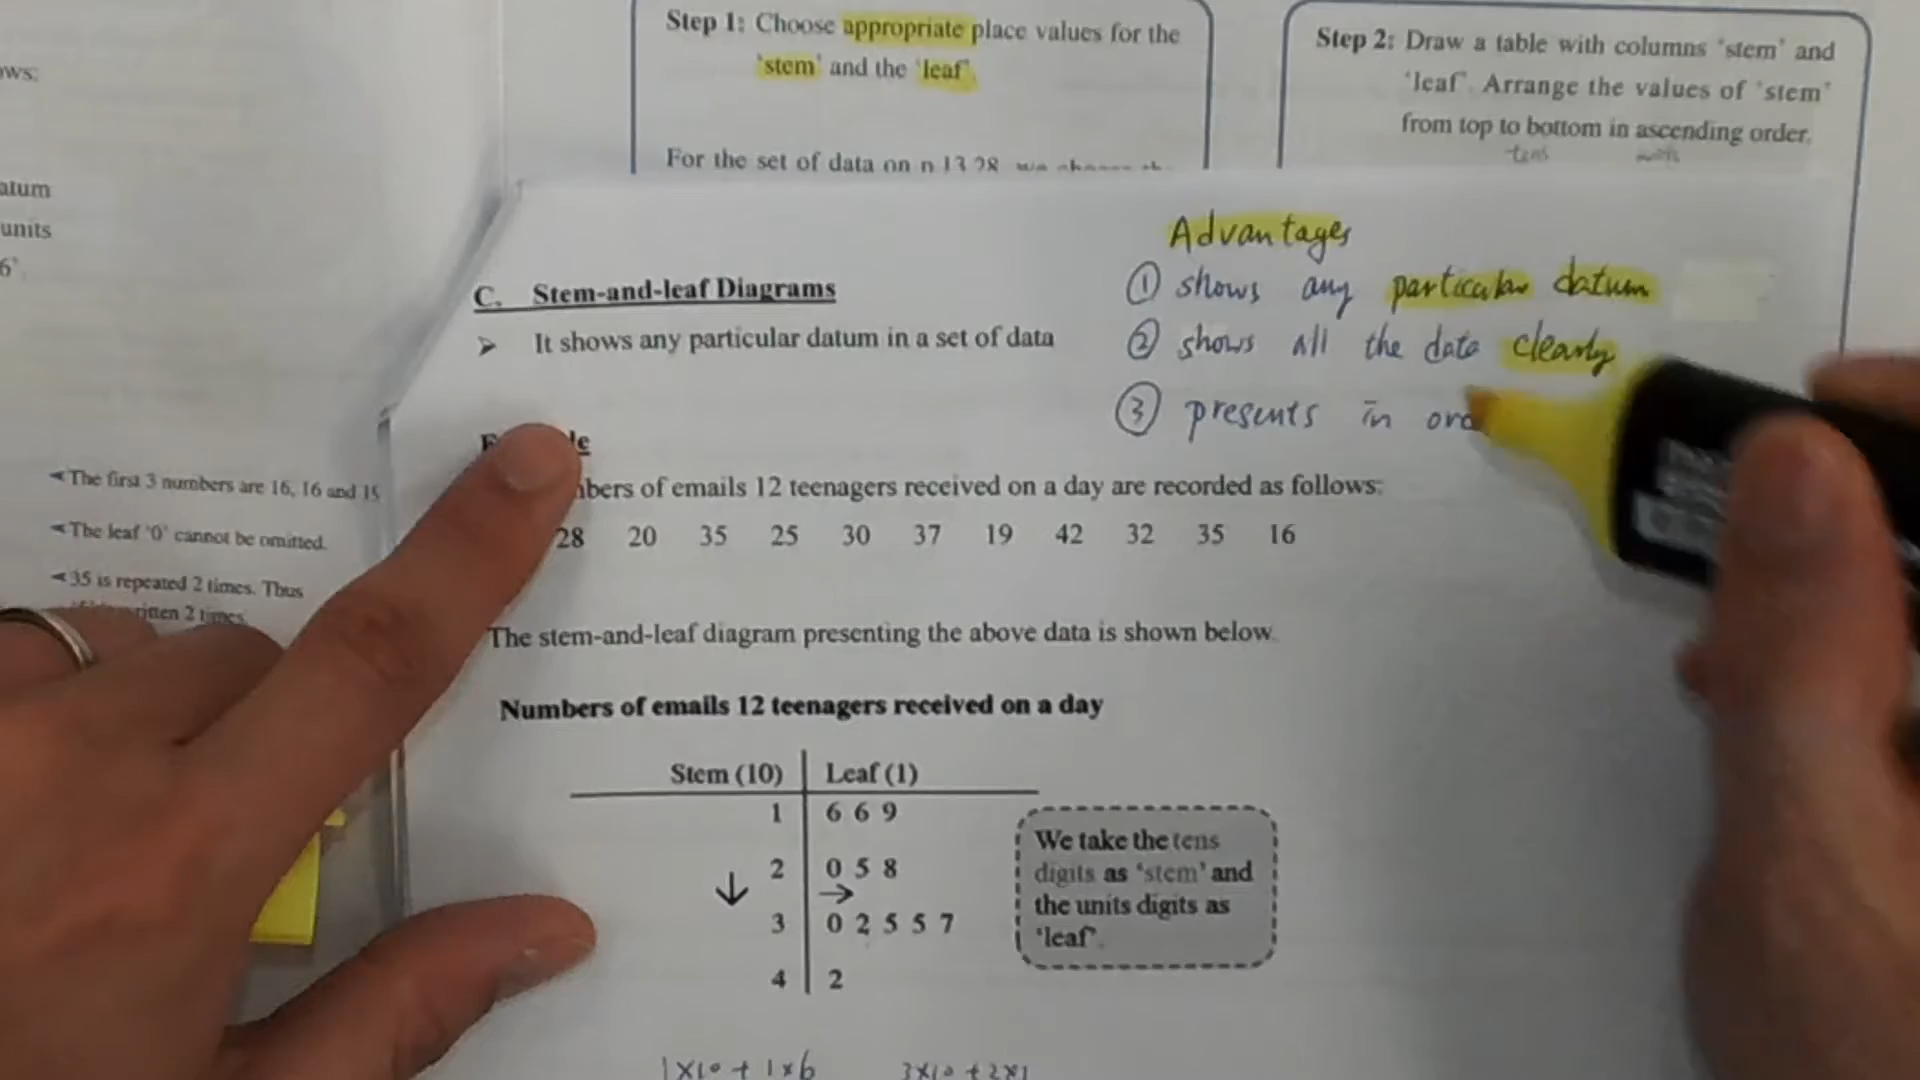 Step 1: Choose appropriate place values for the
'stem' and the 'leaf'.
For the set of data on p.13.28, we choose the
Step 2: Draw a table with columns 'stem' and
'leaf'. Arrange the values of 'stem'
from top to bottom in ascending order.
tens units
ows:
atum
units
6'.
◄The first 3 numbers are 16, 16 and 15
◄The leaf '0' cannot be omitted.
◄35 is repeated 2 times. Thus
ritten 2 times.
C. Stem-and-leaf Diagrams
➢ It shows any particular datum in a set of data
Advantages
① shows any particular datum
② shows all the data clearly
③ presents in ord
E le
bers of emails 12 teenagers received on a day are recorded as follows:
28 20 35 25 30 37 19 42 32 35 16
The stem-and-leaf diagram presenting the above data is shown below.
Numbers of emails 12 teenagers received on a day
Stem (10) Leaf (1)
1 6 6 9
2 0 5 8
↓ →
3 0 2 5 5 7
4 2
We take the tens
digits as 'stem' and
the units digits as
'leaf'.
1×10 + 1×6 3×10 + 2×1